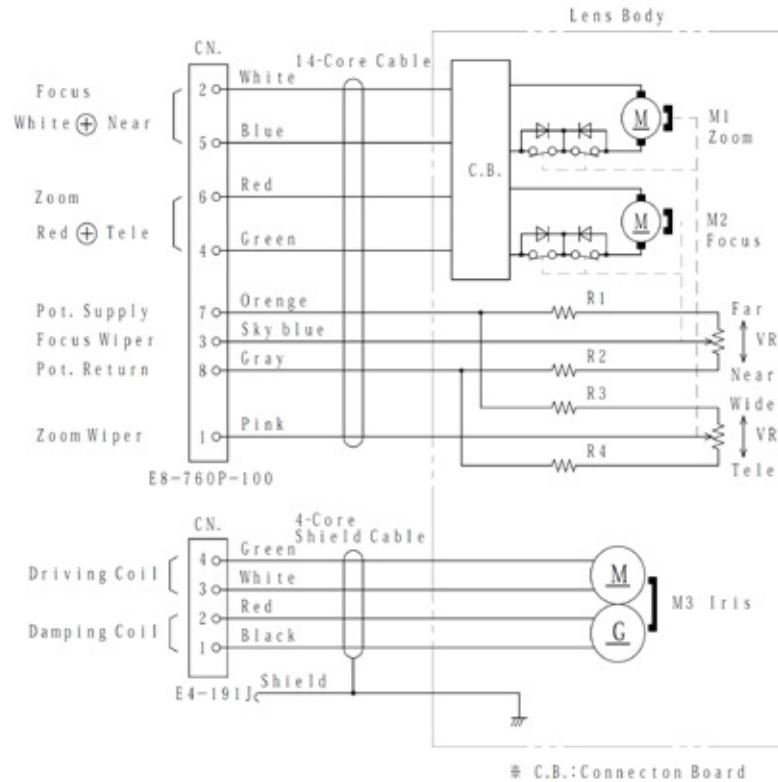 Lens Body
CN.
14-Core Cable
Focus
White ⊕ Near
2 White
5 Blue
Zoom
Red ⊕ Tele
6 Red
4 Green
C.B.
M
M1
Zoom
M
M2
Focus
Pot. Supply 7 Orenge R1 Far
Focus Wiper 3 Sky blue VR
Pot. Return 8 Gray R2 Near
R3 Wide
Zoom Wiper 1 Pink VR
R4 Tele
E8-760P-100
CN.
4-Core
Shield Cable
Driving Coil
4 Green
3 White
M
Damping Coil
2 Red
1 Black
G
M3 Iris
E4-191J Shield
※ C.B.:Connecton Board